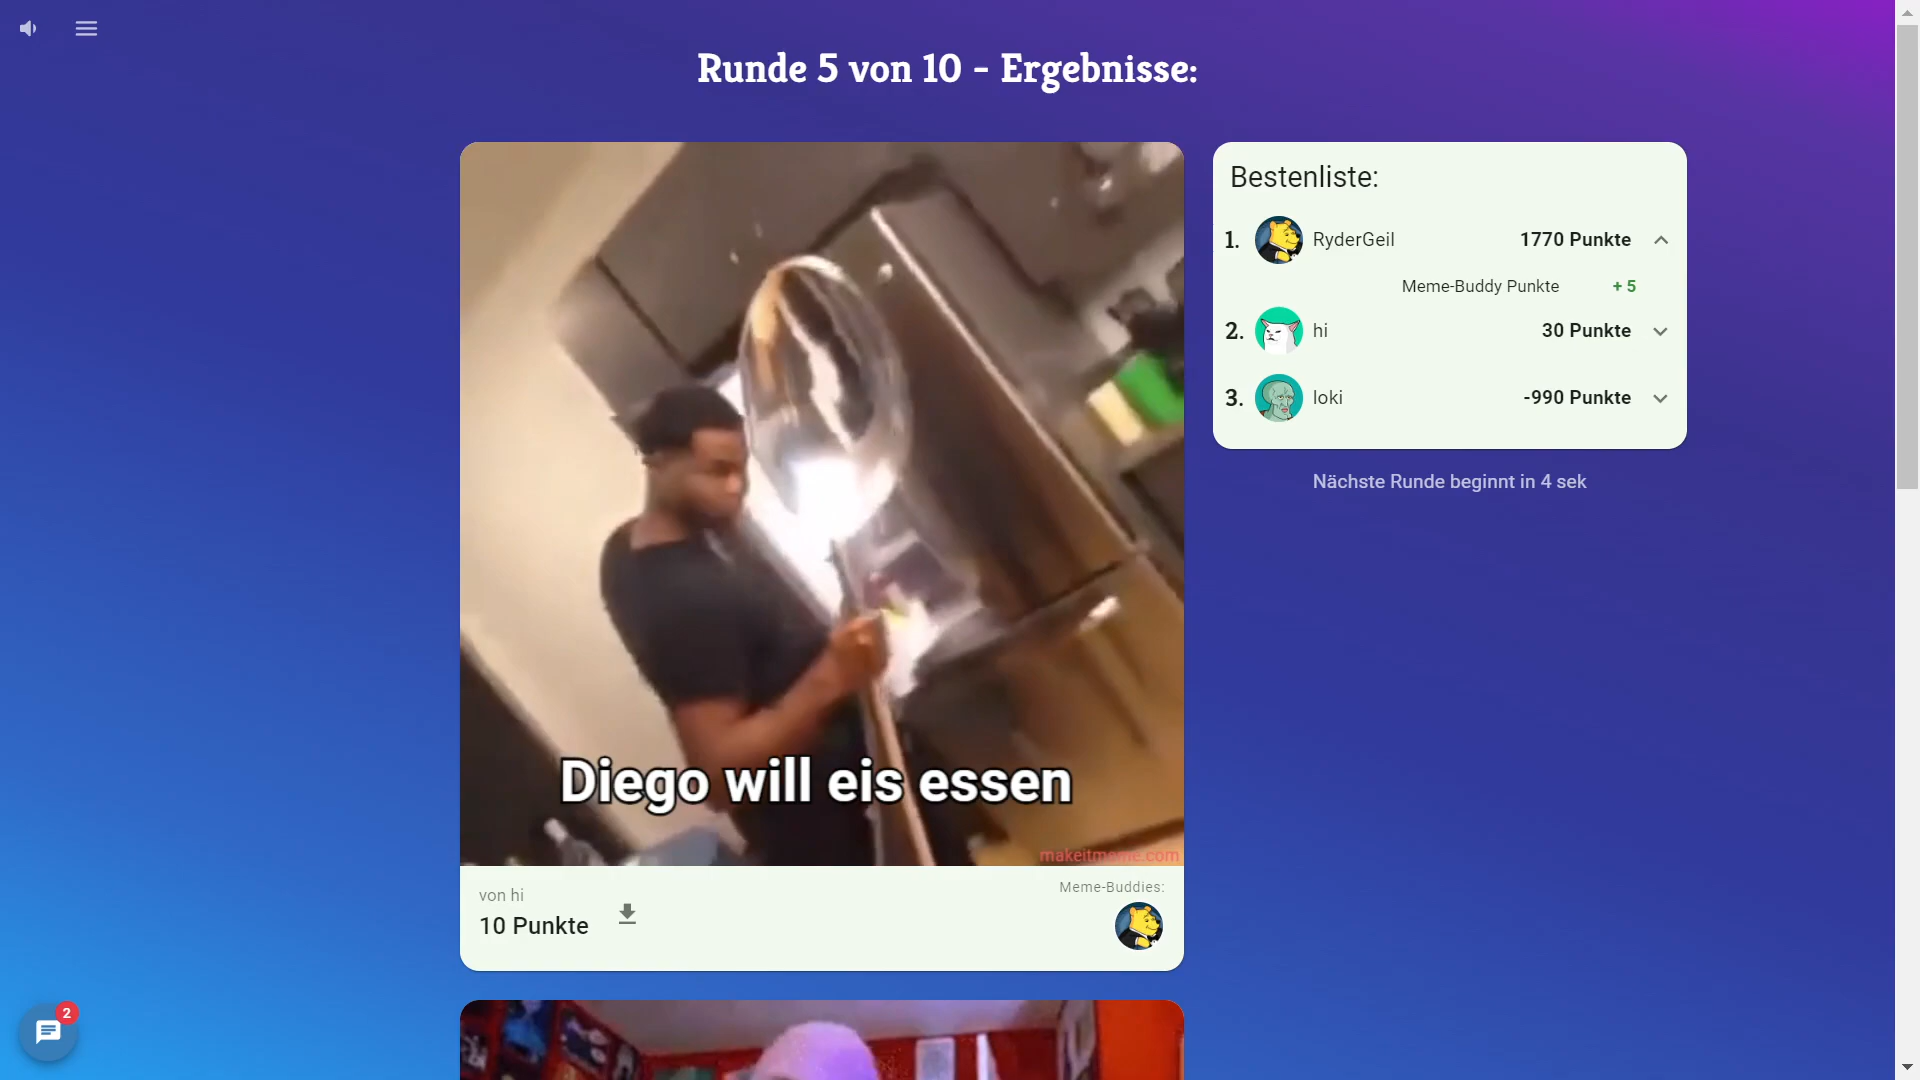 Runde 5 von 10 - Ergebnisse:
Diego will eis essen
makeitmeme.com
von hi
10 Punkte
Meme-Buddies:
Bestenliste:
1. RyderGeil 1770 Punkte
Meme-Buddy Punkte + 5
2. hi 30 Punkte
3. loki -990 Punkte
Nächste Runde beginnt in 4 sek
2